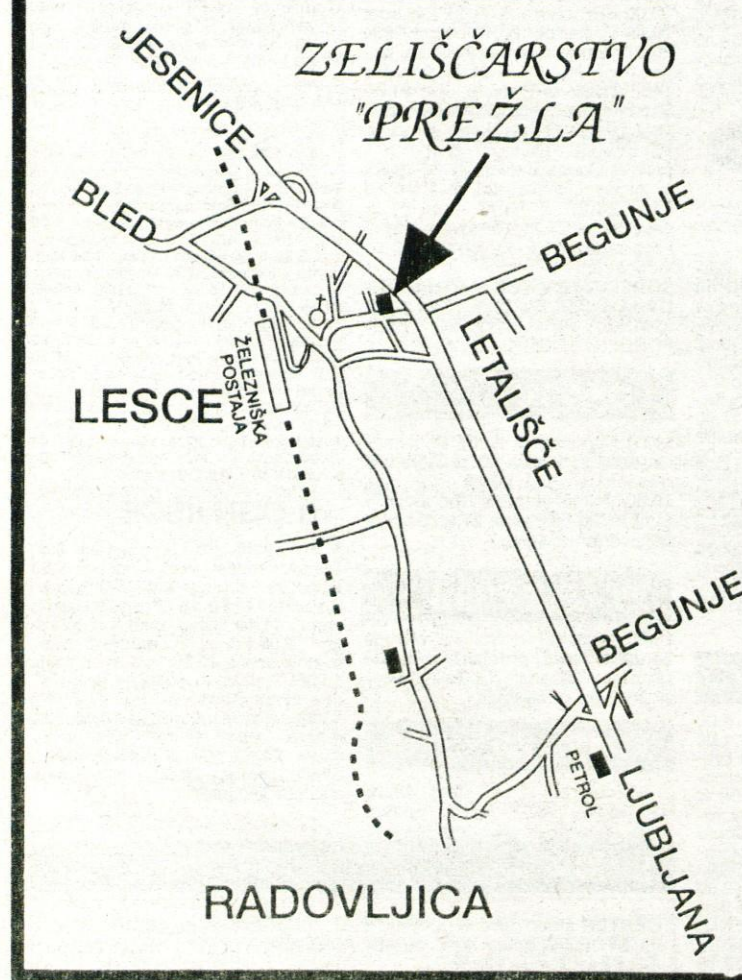 ZELIŠČARSTVO
"PREŽLA"
JESENICE
BLED
BEGUNJE
LETALIŠČE
ŽELEZNIŠKA
POSTAJA
LESCE
BEGUNJE
PETROL
LJUBLJANA
RADOVLJICA